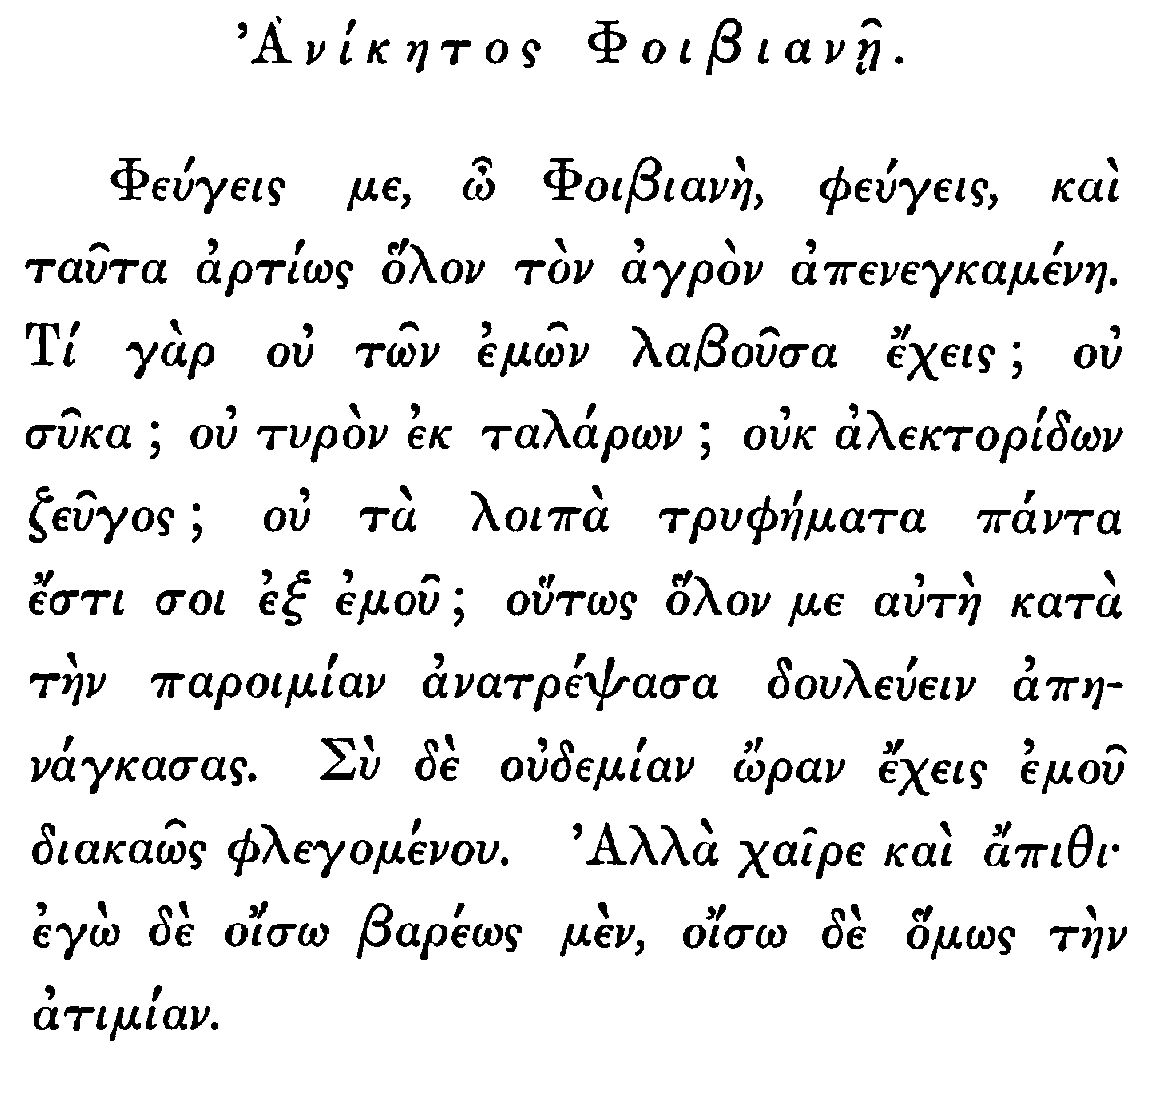 Ἀνίκητος Φοιβιανῇ.
Φεύγεις με, ὦ Φοιβιανὴ, φεύγεις, καὶ
ταῦτα ἀρτίως ὅλον τὸν ἀγρὸν ἀπενεγκαμένη.
Τί γὰρ οὐ τῶν ἐμῶν λαβοῦσα ἔχεις; οὐ
σῦκα; οὐ τυρὸν ἐκ ταλάρων; οὐκ ἀλεκτορίδων
ζεῦγος; οὐ τὰ λοιπὰ τρυφήματα πάντα
ἔστι σοι ἐξ ἐμοῦ; οὕτως ὅλον με αὐτὴ κατὰ
τὴν παροιμίαν ἀνατρέψασα δουλεύειν ἀπη-
νάγκασας. Σὺ δὲ οὐδεμίαν ὤραν ἔχεις ἐμοῦ
διακαῶς φλεγομένου. Ἀλλὰ χαῖρε καὶ ἄπιθι·
ἐγὼ δὲ οἴσω βαρέως μὲν, οἴσω δὲ ὅμως τὴν
ἀτιμίαν.